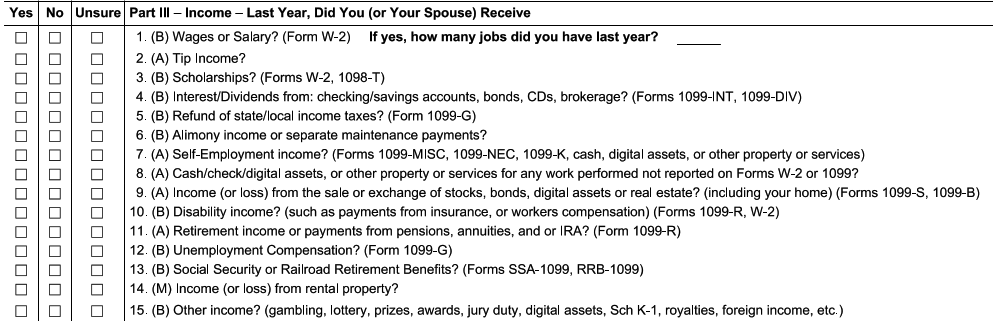 Yes No Unsure Part III – Income – Last Year, Did You (or Your Spouse) Receive
1. (B) Wages or Salary? (Form W-2) If yes, how many jobs did you have last year?
2. (A) Tip Income?
3. (B) Scholarships? (Forms W-2, 1098-T)
4. (B) Interest/Dividends from: checking/savings accounts, bonds, CDs, brokerage? (Forms 1099-INT, 1099-DIV)
5. (B) Refund of state/local income taxes? (Form 1099-G)
6. (B) Alimony income or separate maintenance payments?
7. (A) Self-Employment income? (Forms 1099-MISC, 1099-NEC, 1099-K, cash, digital assets, or other property or services)
8. (A) Cash/check/digital assets, or other property or services for any work performed not reported on Forms W-2 or 1099?
9. (A) Income (or loss) from the sale or exchange of stocks, bonds, digital assets or real estate? (including your home) (Forms 1099-S, 1099-B)
10. (B) Disability income? (such as payments from insurance, or workers compensation) (Forms 1099-R, W-2)
11. (A) Retirement income or payments from pensions, annuities, and or IRA? (Form 1099-R)
12. (B) Unemployment Compensation? (Form 1099-G)
13. (B) Social Security or Railroad Retirement Benefits? (Forms SSA-1099, RRB-1099)
14. (M) Income (or loss) from rental property?
15. (B) Other income? (gambling, lottery, prizes, awards, jury duty, digital assets, Sch K-1, royalties, foreign income, etc.)